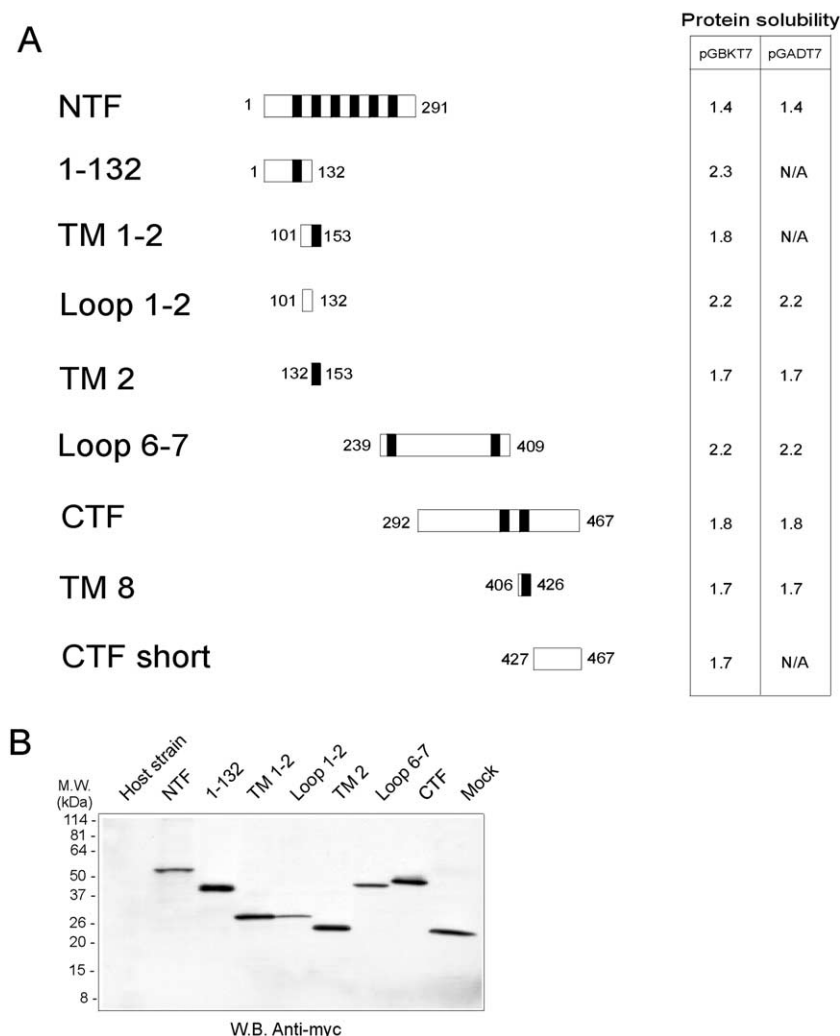 A
Protein solubility
pGBKT7 pGADT7
NTF 1 291 1.4 1.4
1-132 1 132 2.3 N/A
TM 1-2 101 153 1.8 N/A
Loop 1-2 101 132 2.2 2.2
TM 2 132 153 1.7 1.7
Loop 6-7 239 409 2.2 2.2
CTF 292 467 1.8 1.8
TM 8 406 426 1.7 1.7
CTF short 427 467 1.7 N/A
B
Host strain NTF 1-132 TM 1-2 Loop 1-2 TM 2 Loop 6-7 CTF Mock
M.W.
(kDa)
114 -
81 -
64 -
50 -
37 -
26 -
20 -
15 -
8 -
W.B. Anti-myc